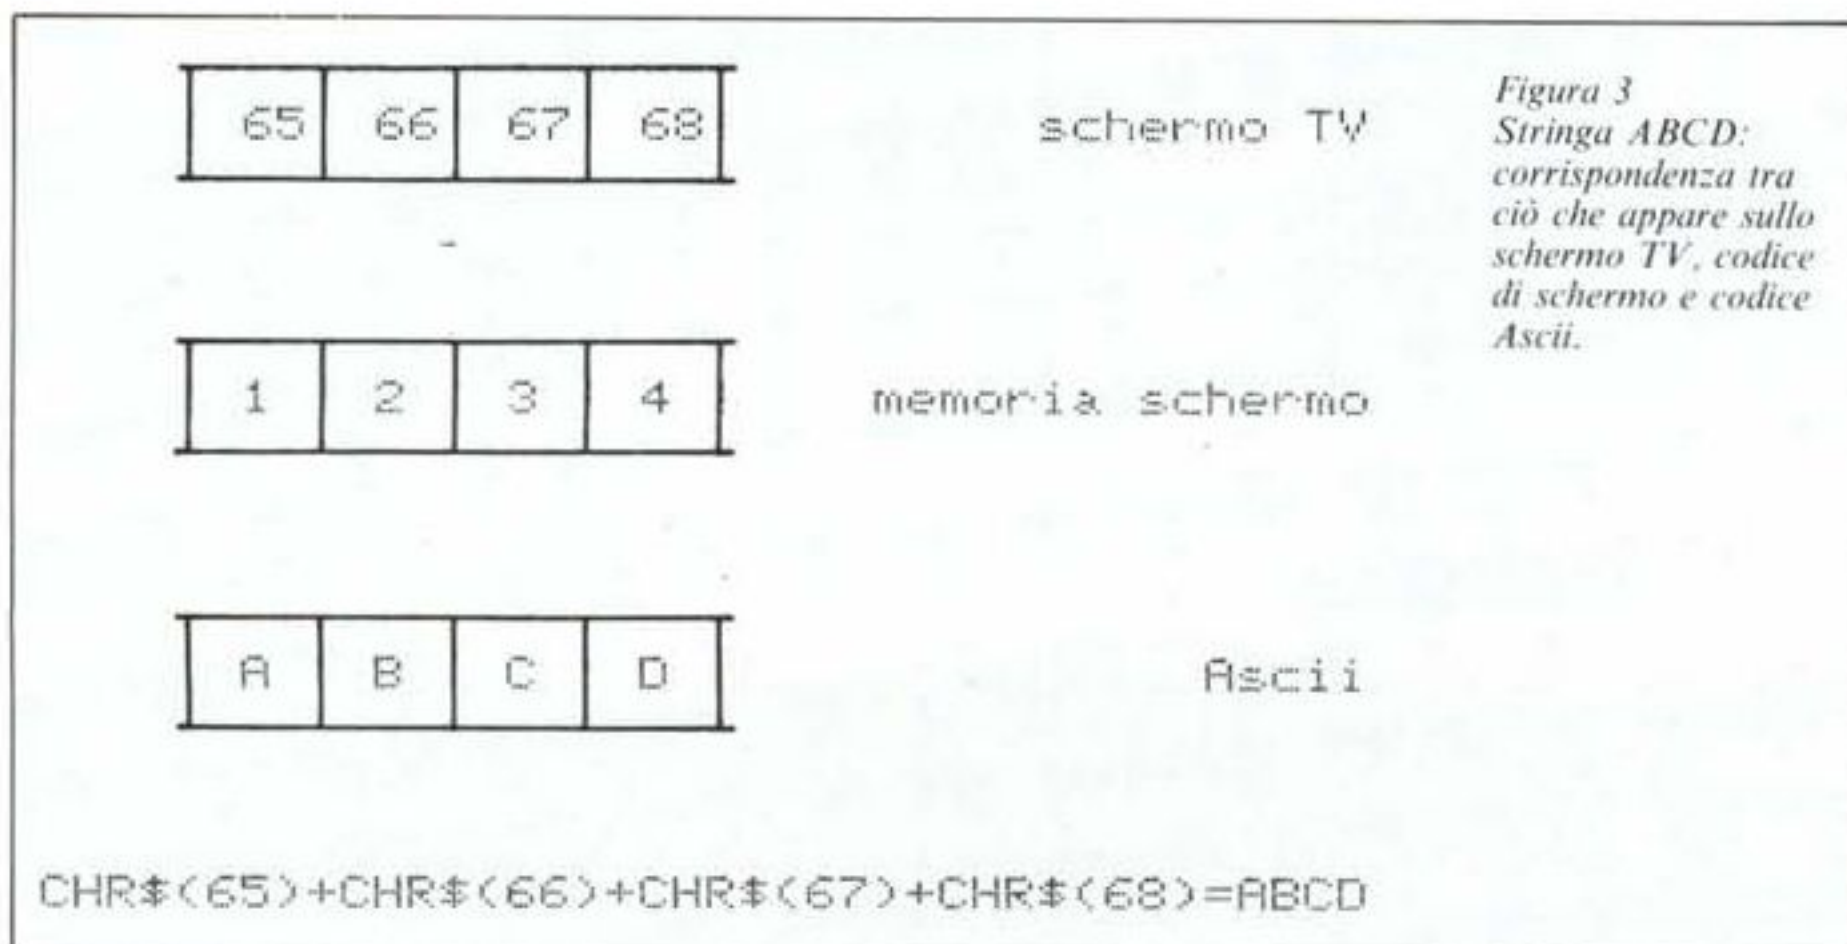 65 66 67 68 schermo TV
Figura 3
Stringa ABCD:
corrispondenza tra
ciò che appare sullo
schermo TV, codice
di schermo e codice
Ascii.
1 2 3 4 memoria schermo
A B C D Ascii
CHR$(65)+CHR$(66)+CHR$(67)+CHR$(68)=ABCD